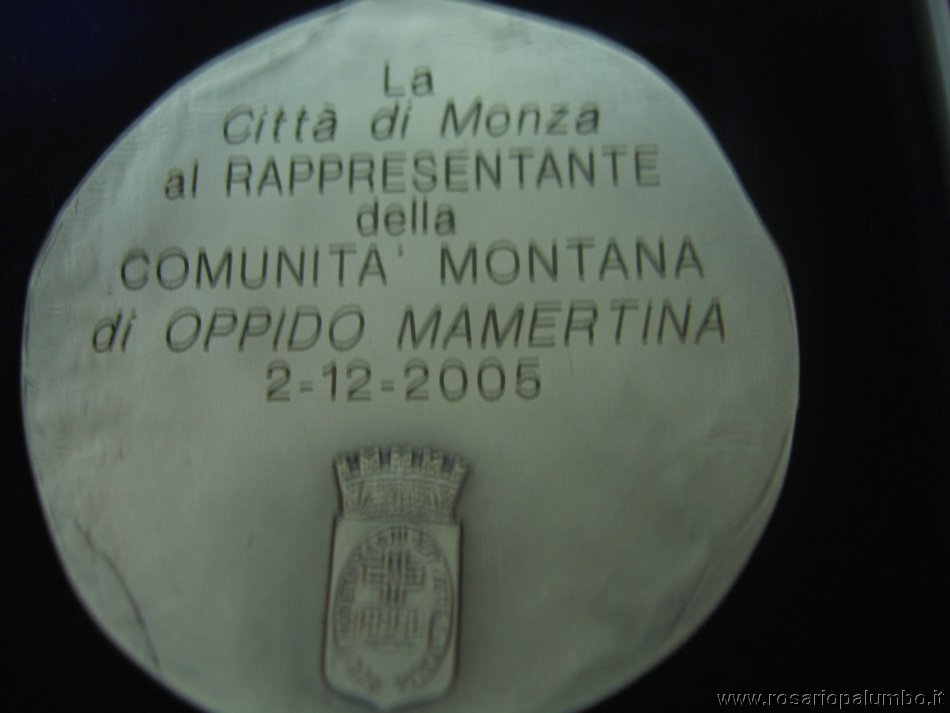 La
Città di Monza
al RAPPRESENTANTE
della
COMUNITA' MONTANA
di OPPIDO MAMERTINA
2-12-2005
www.rosariopalumbo.it